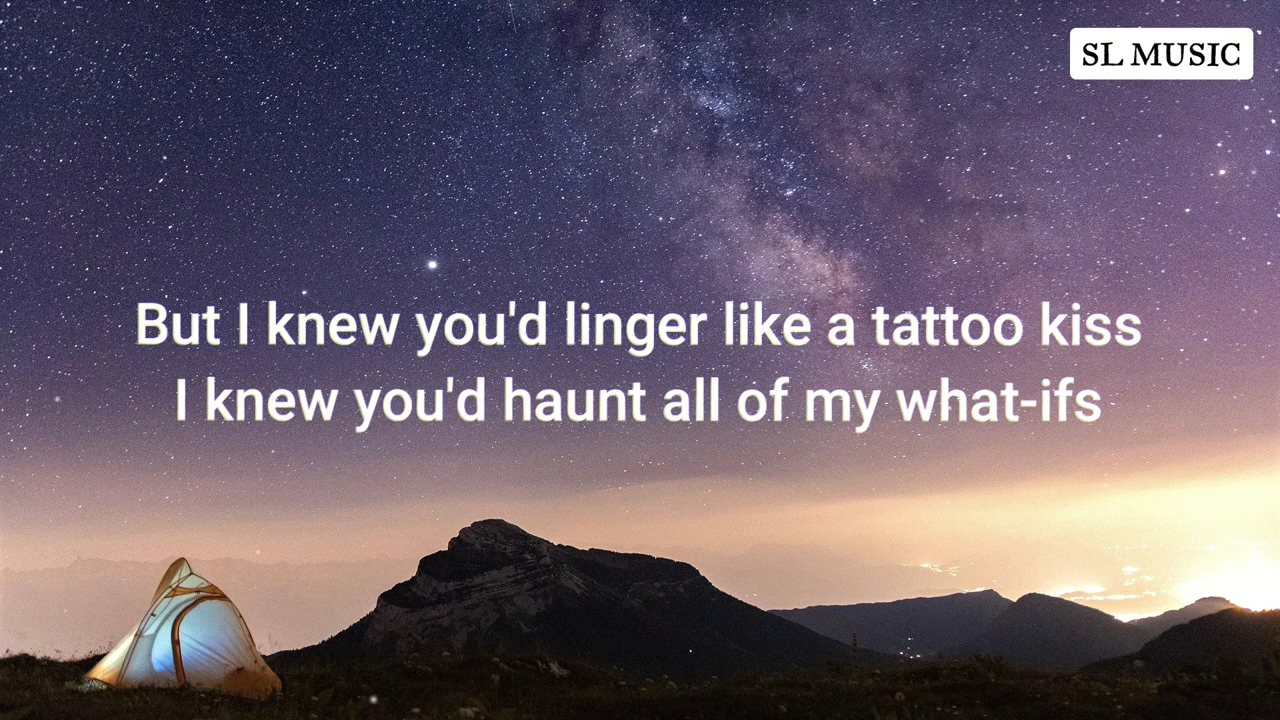 SL MUSIC
But I knew you'd linger like a tattoo kiss
I knew you'd haunt all of my what-ifs